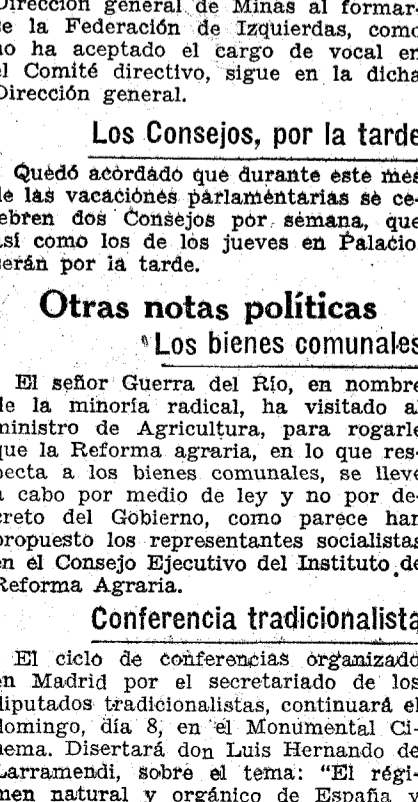 Dirección general de Minas al formar-
se la Federación de Izquierdas, como
no ha aceptado el cargo de vocal en
el Comité directivo, sigue en la dicha
Dirección general.
Los Consejos, por la tarde
Quedó acordado que durante este mes
de las vacaciónes parlamentarias se ce-
lebren dos Consejos por semana, que
así como los de los jueves en Palacio,
serán por la tarde.
Otras notas políticas
Los bienes comunales
El señor Guerra del Río, en nombre
de la minoría radical, ha visitado al
ministro de Agricultura, para rogarle
que la Reforma agraria, en lo que res-
pecta a los bienes comunales, se lleve
a cabo por medio de ley y no por de-
creto del Gobierno, como parece han
propuesto los representantes socialistas
en el Consejo Ejecutivo del Instituto de
Reforma Agraria.
Conferencia tradicionalista
El ciclo de conferencias organizado
en Madrid por el secretariado de los
diputados tradicionalistas, continuará el
domingo, día 8, en el Monumental Ci-
nema. Disertará don Luis Hernando de
Larramendi, sobre el tema: "El régi-
men natural y orgánico de España y